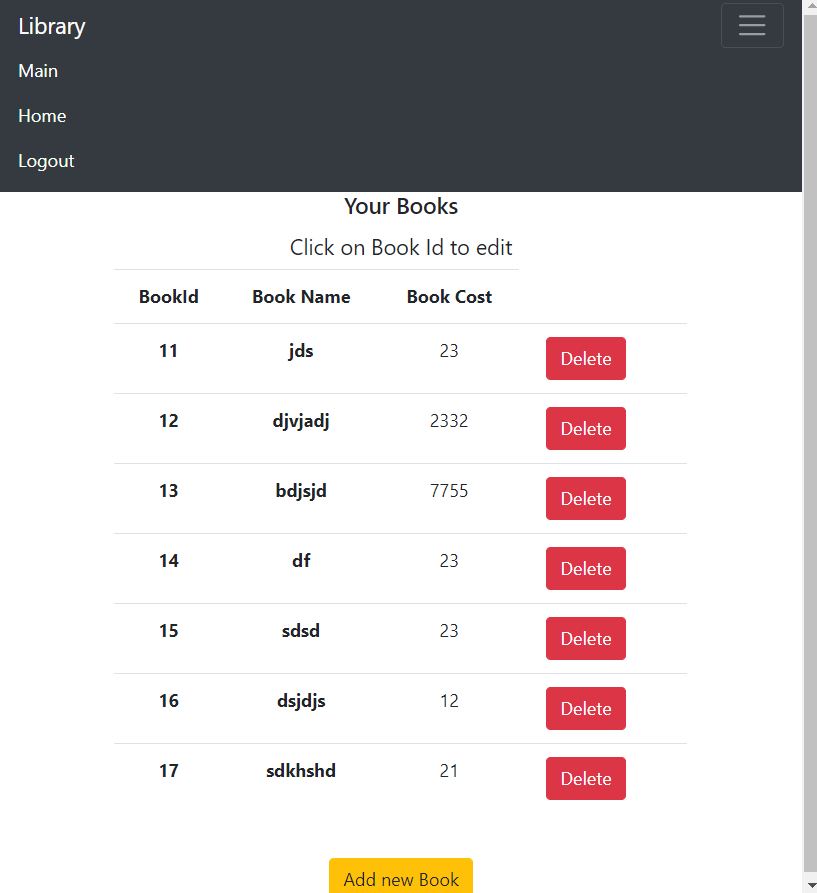 Library
Main
Home
Logout
Your Books
Click on Book Id to edit
BookId Book Name Book Cost
11 jds 23 Delete
12 djvjadj 2332 Delete
13 bdjsjd 7755 Delete
14 df 23 Delete
15 sdsd 23 Delete
16 dsjdjs 12 Delete
17 sdkhshd 21 Delete
Add new Book